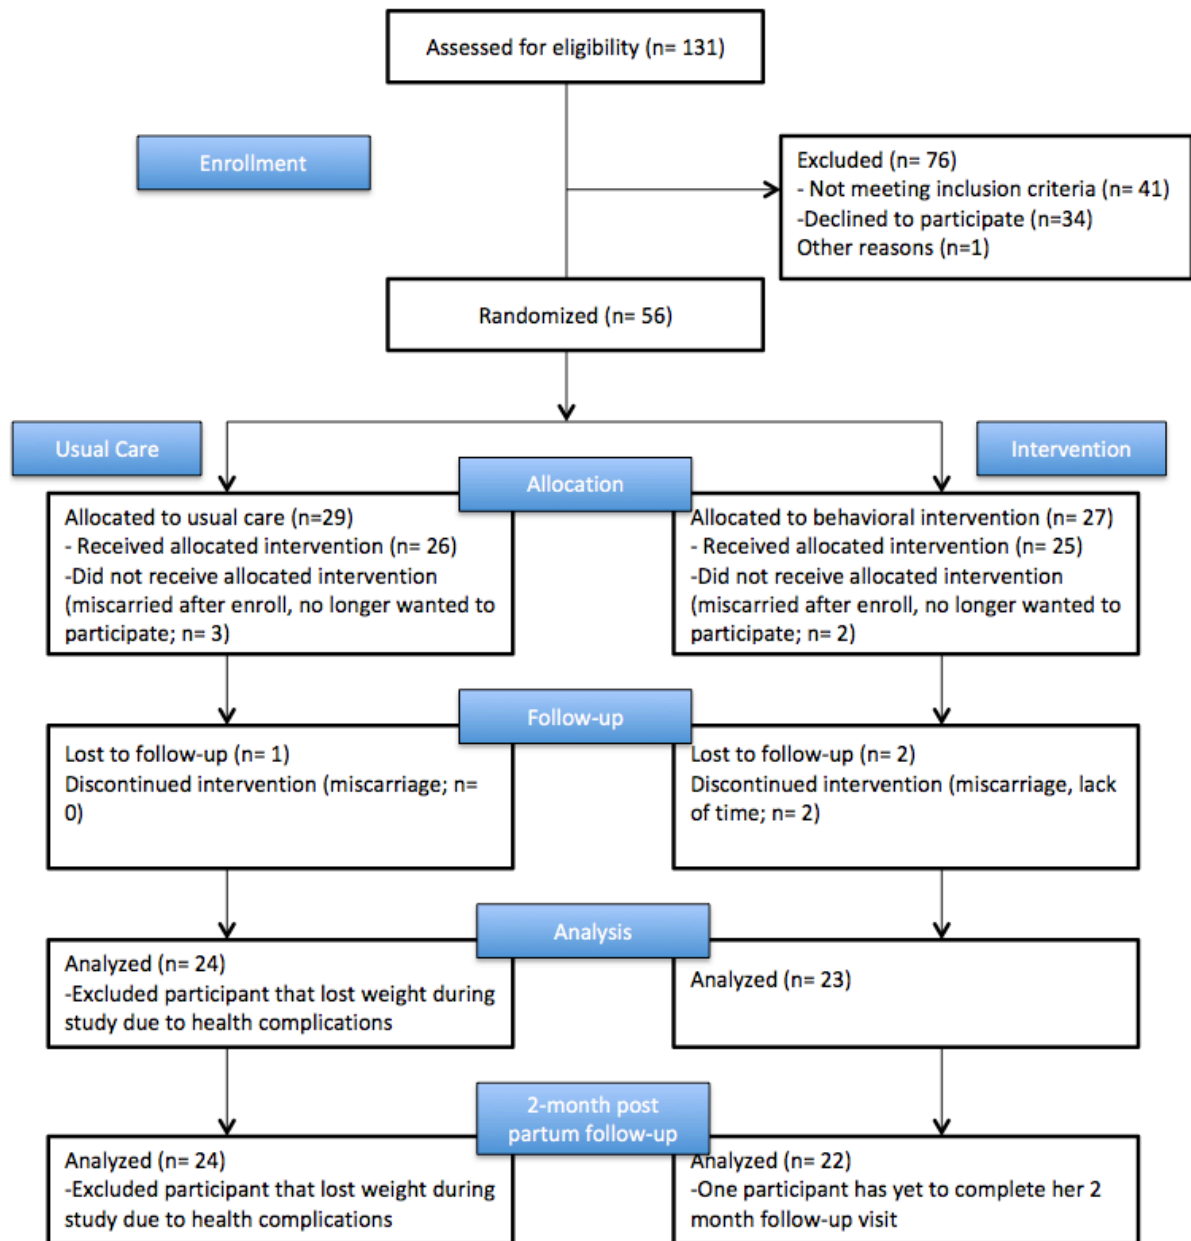 Assessed for eligibility (n= 131)
Enrollment
Excluded (n= 76)
- Not meeting inclusion criteria (n= 41)
-Declined to participate (n=34)
Other reasons (n=1)
Randomized (n= 56)
Usual Care
Intervention
Allocation
Allocated to usual care (n=29)
- Received allocated intervention (n= 26)
-Did not receive allocated intervention
(miscarried after enroll, no longer wanted to
participate; n= 3)
Allocated to behavioral intervention (n= 27)
- Received allocated intervention (n= 25)
-Did not receive allocated intervention
(miscarried after enroll, no longer wanted to
participate; n= 2)
Follow-up
Lost to follow-up (n= 1)
Discontinued intervention (miscarriage; n=
0)
Lost to follow-up (n= 2)
Discontinued intervention (miscarriage, lack
of time; n= 2)
Analysis
Analyzed (n= 24)
-Excluded participant that lost weight during
study due to health complications
Analyzed (n= 23)
2-month post
partum follow-up
Analyzed (n= 24)
-Excluded participant that lost weight during
study due to health complications
Analyzed (n= 22)
-One participant has yet to complete her 2
month follow-up visit